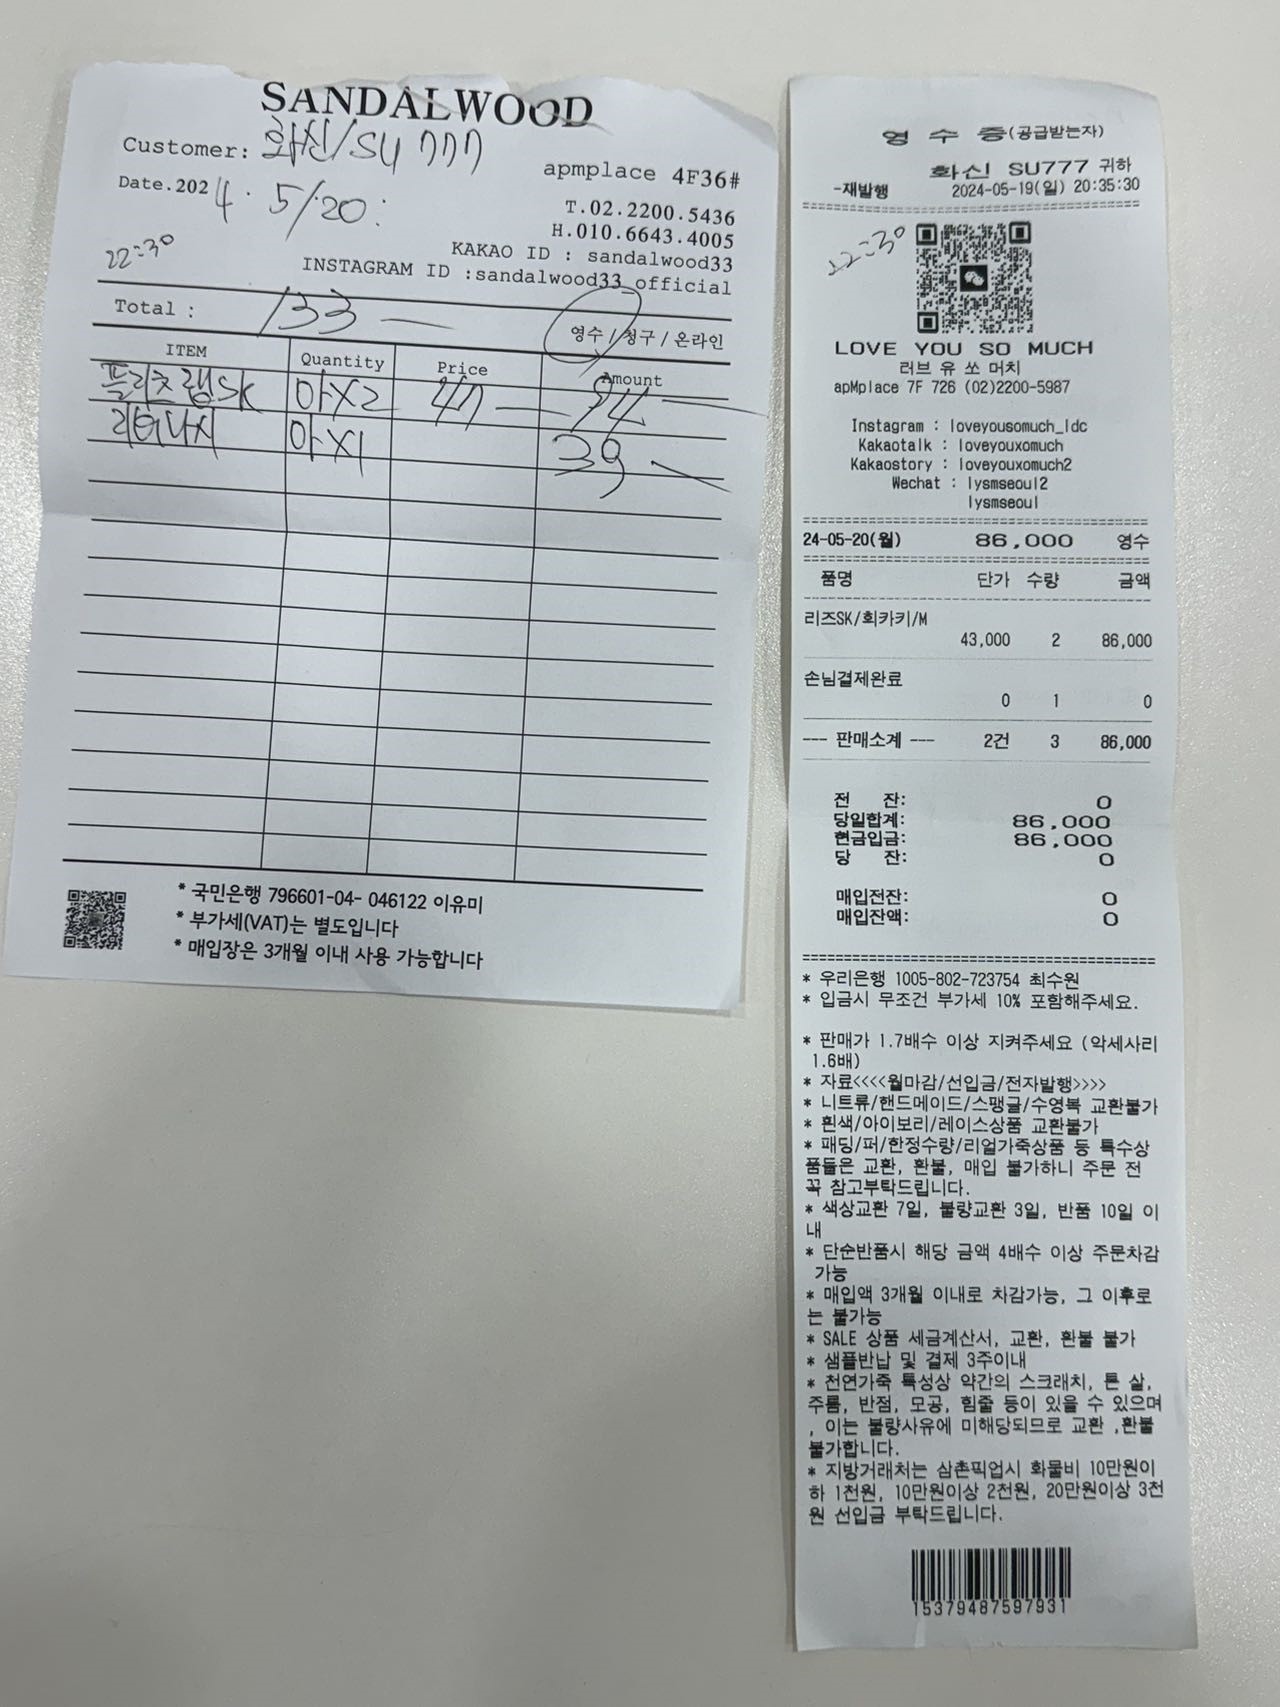 SANDALWOOD
Customer: 화신/SU 777
apmplace 4F36#
Date.2024. 5/20:
T.02.2200.5436
H.010.6643.4005
22:30
KAKAO ID : sandalwood33
INSTAGRAM ID :sandalwood33_official
Total : 133 —
영수 / 청구 / 온라인
ITEM Quantity Price Amount
플리츠랩SK 아X2 47 — 94 —
리버나시 아X1 39 —
* 국민은행 796601-04- 046122 이유미
* 부가세(VAT)는 별도입니다
* 매입장은 3개월 이내 사용 가능합니다
영 수 증(공급받는자)
화신 SU777 귀하
-재발행 2024-05-19(일) 20:35:30
22:30
LOVE YOU SO MUCH
러브 유 쏘 머치
apMplace 7F 726 (02)2200-5987
Instagram : loveyousomuch_ldc
Kakaotalk : loveyouxomuch
Kakaostory : loveyouxomuch2
Wechat : lysmseoul2
lysmseoul
24-05-20(월) 86,000 영수
품명 단가 수량 금액
리즈SK/회카키/M
43,000 2 86,000
손님결제완료
0 1 0
--- 판매소계 --- 2건 3 86,000
전 잔: 0
당일합계: 86,000
현금입금: 86,000
당 잔: 0
매입전잔: 0
매입잔액: 0
* 우리은행 1005-802-723754 최수원
* 입금시 무조건 부가세 10% 포함해주세요.
* 판매가 1.7배수 이상 지켜주세요 (악세사리
1.6배)
* 자료<<<<월마감/선입금/전자발행>>>>
* 니트류/핸드메이드/스팽글/수영복 교환불가
* 흰색/아이보리/레이스상품 교환불가
* 패딩/퍼/한정수량/리얼가죽상품 등 특수상
품들은 교환, 환불, 매입 불가하니 주문 전
꼭 참고부탁드립니다.
* 색상교환 7일, 불량교환 3일, 반품 10일 이
내
* 단순반품시 해당 금액 4배수 이상 주문차감
가능
* 매입액 3개월 이내로 차감가능, 그 이후로
는 불가능
* SALE 상품 세금계산서, 교환, 환불 불가
* 샘플반납 및 결제 3주이내
* 천연가죽 특성상 약간의 스크래치, 톤 살,
주름, 반점, 모공, 힘줄 등이 있을 수 있으며
, 이는 불량사유에 미해당되므로 교환 ,환불
불가합니다.
* 지방거래처는 삼촌픽업시 화물비 10만원이
하 1천원, 10만원이상 2천원, 20만원이상 3천
원 선입금 부탁드립니다.
15379487597931